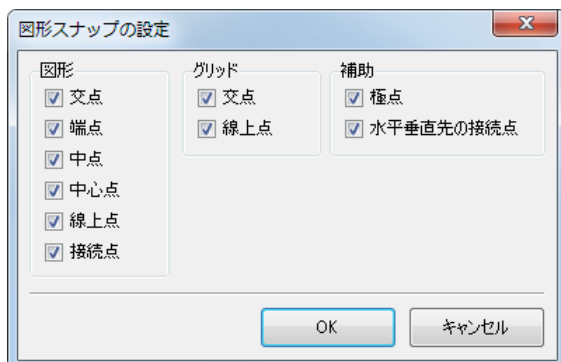 図形スナップの設定
図形
交点
端点
中点
中心点
線上点
接続点
グリッド
交点
線上点
補助
極点
水平垂直先の接続点
OK
キャンセル